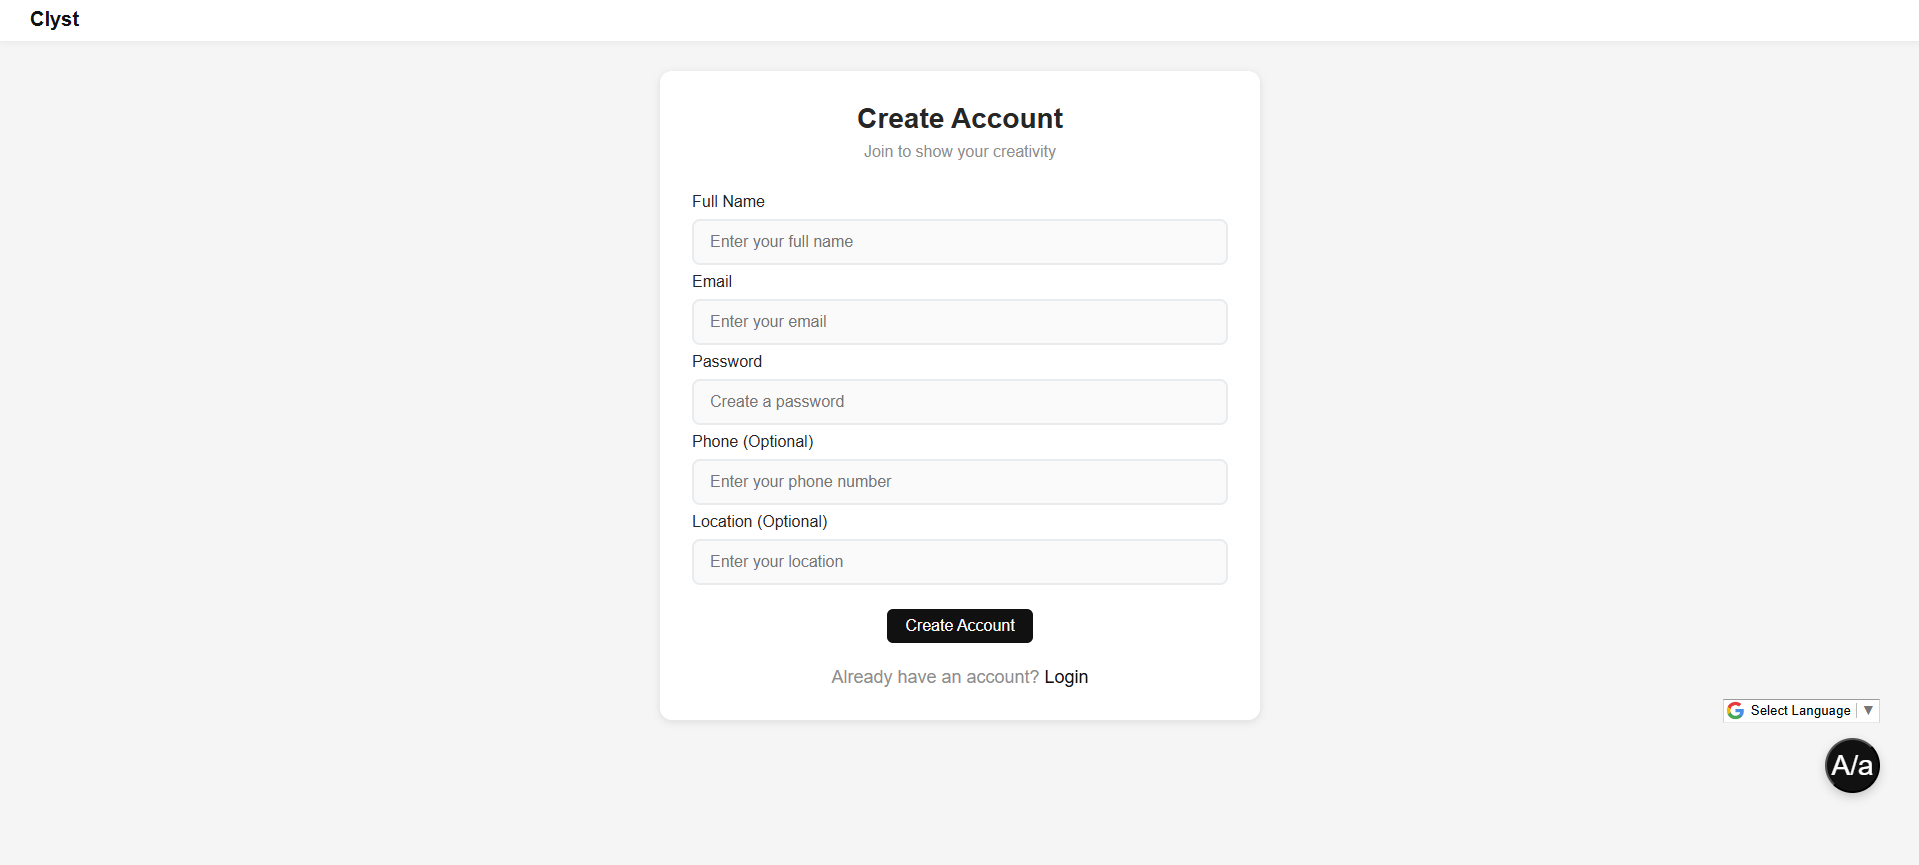 Clyst
Create Account
Join to show your creativity
Full Name
Enter your full name
Email
Enter your email
Password
Create a password
Phone (Optional)
Enter your phone number
Location (Optional)
Enter your location
Create Account
Already have an account? Login
Select Language ▼
A/a